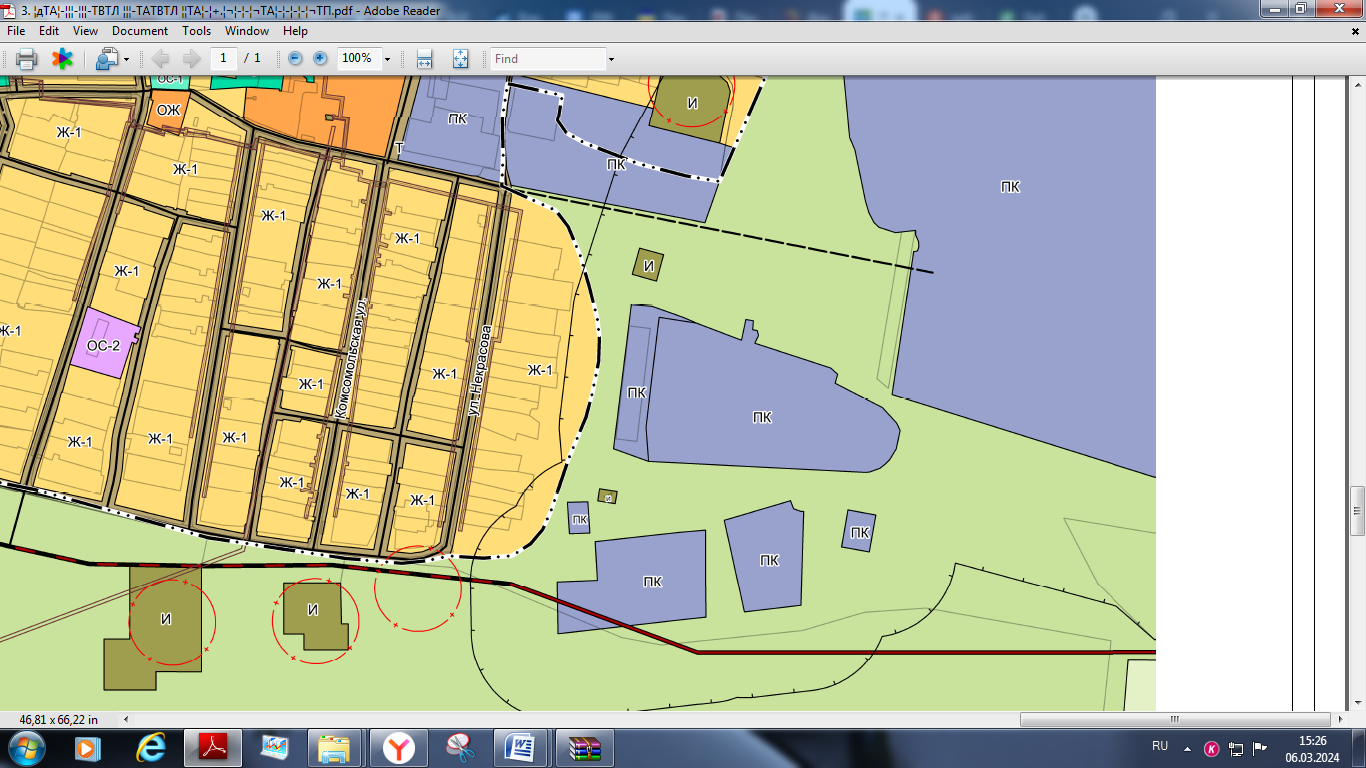 3. ¦дТА¦-¦¦¦-¦¦¦-ТВТЛ ¦¦¦-ТАТВТЛ ¦¦ТА¦-¦+.¦¬¦-¦-¦¬ТА¦-¦-¦-¦-¦¬ТП.pdf - Adobe Reader
File Edit View Document Tools Window Help
1 / 1 100% Find
ОС-1
ОЖ
Ж-1
Ж-1
Т
ПК
ПК
И
ПК
Ж-1
Ж-1
Ж-1
Ж-1
И
Ж-1
ОС-2
Комсомольская ул.
ул. Некрасова
Ж-1
Ж-1
Ж-1
Ж-1
ПК
ПК
Ж-1
Ж-1
Ж-1
Ж-1
Ж-1
Ж-1
И
ПК
ПК
ПК
ПК
И
И
46,81 x 66,22 in
RU
15:26
06.03.2024